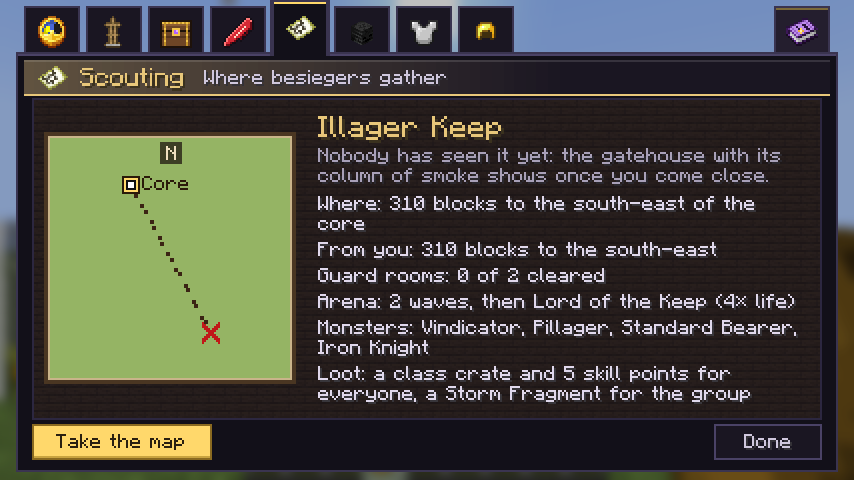 Scouting Where besiegers gather
N
Core
Illager Keep
Nobody has seen it yet: the gatehouse with its
column of smoke shows once you come close.
Where: 310 blocks to the south-east of the
core
From you: 310 blocks to the south-east
Guard rooms: 0 of 2 cleared
Arena: 2 waves, then Lord of the Keep (4× life)
Monsters: Vindicator, Pillager, Standard Bearer,
Iron Knight
Loot: a class crate and 5 skill points for
everyone, a Storm Fragment for the group
Take the map
Done